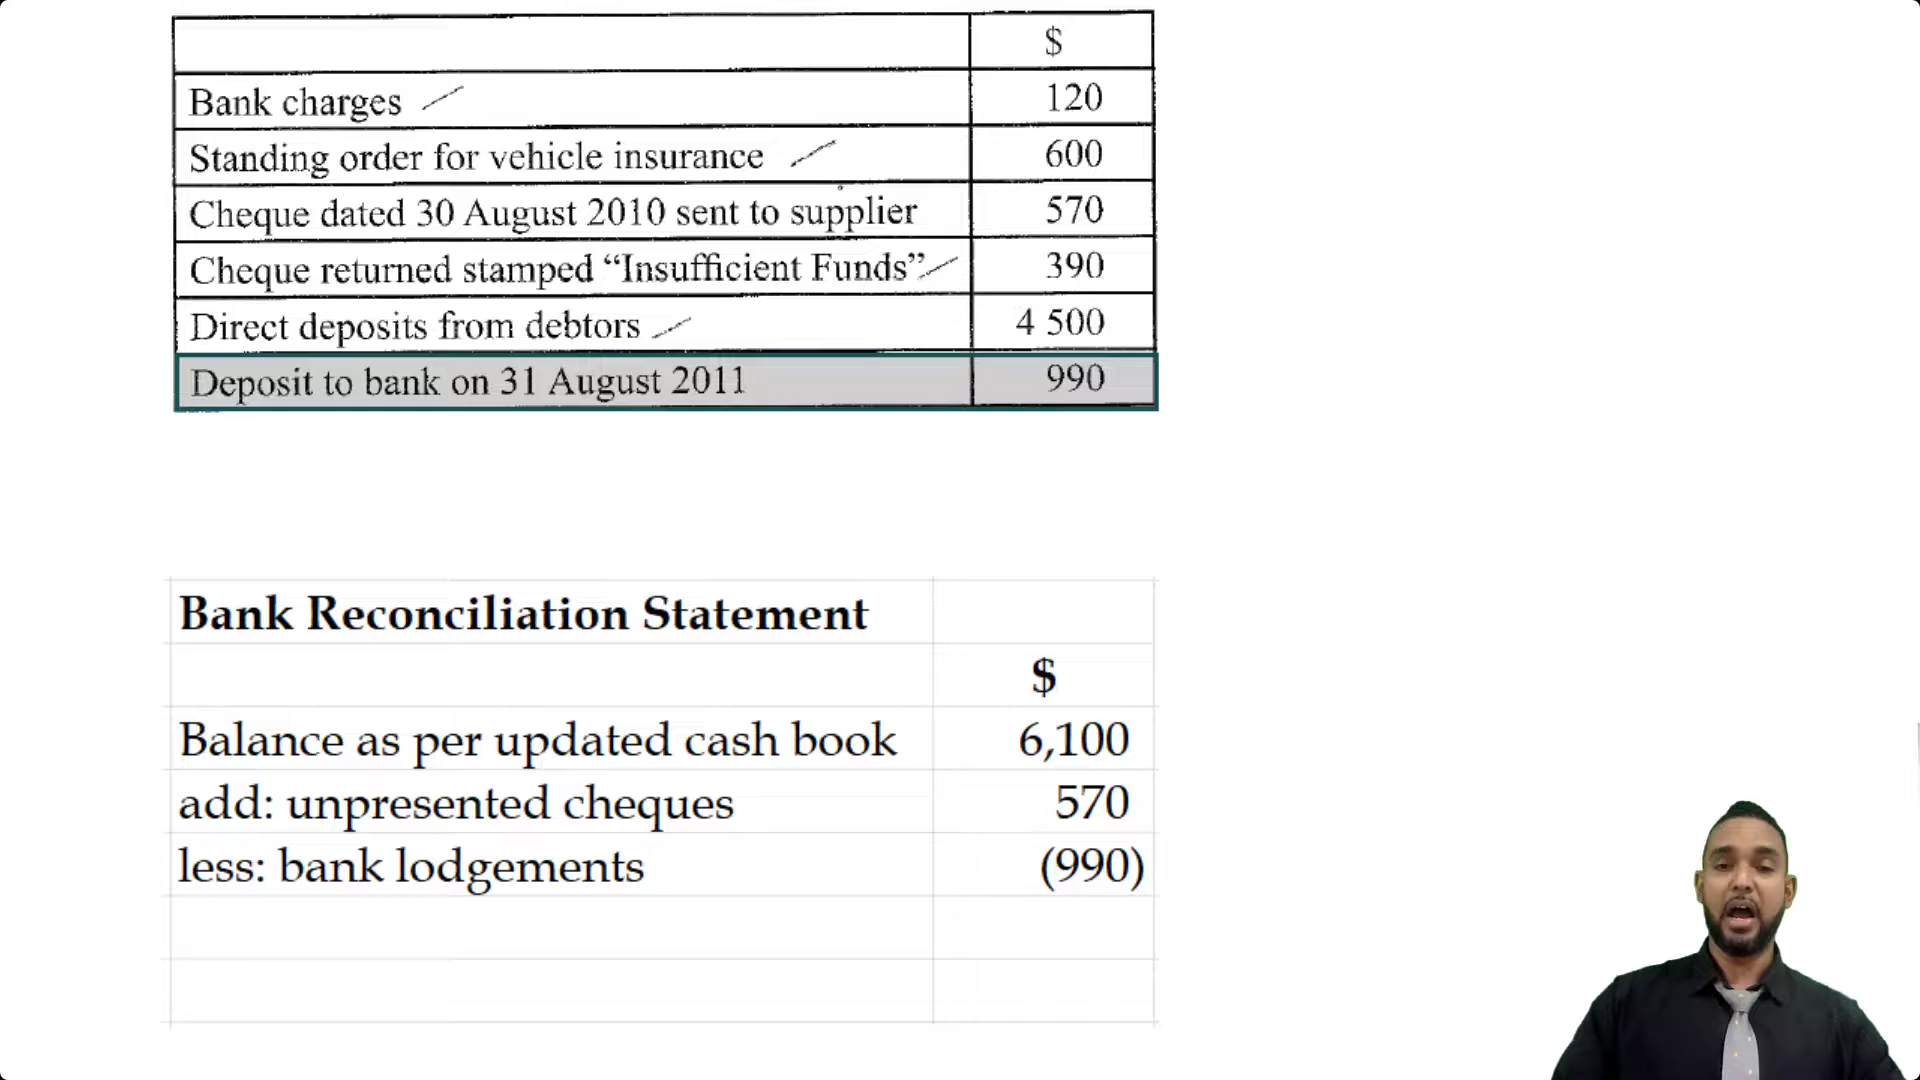 $
Bank charges 120
Standing order for vehicle insurance 600
Cheque dated 30 August 2010 sent to supplier 570
Cheque returned stamped “Insufficient Funds” 390
Direct deposits from debtors 4 500
Deposit to bank on 31 August 2011 990
Bank Reconciliation Statement
$
Balance as per updated cash book 6,100
add: unpresented cheques 570
less: bank lodgements (990)